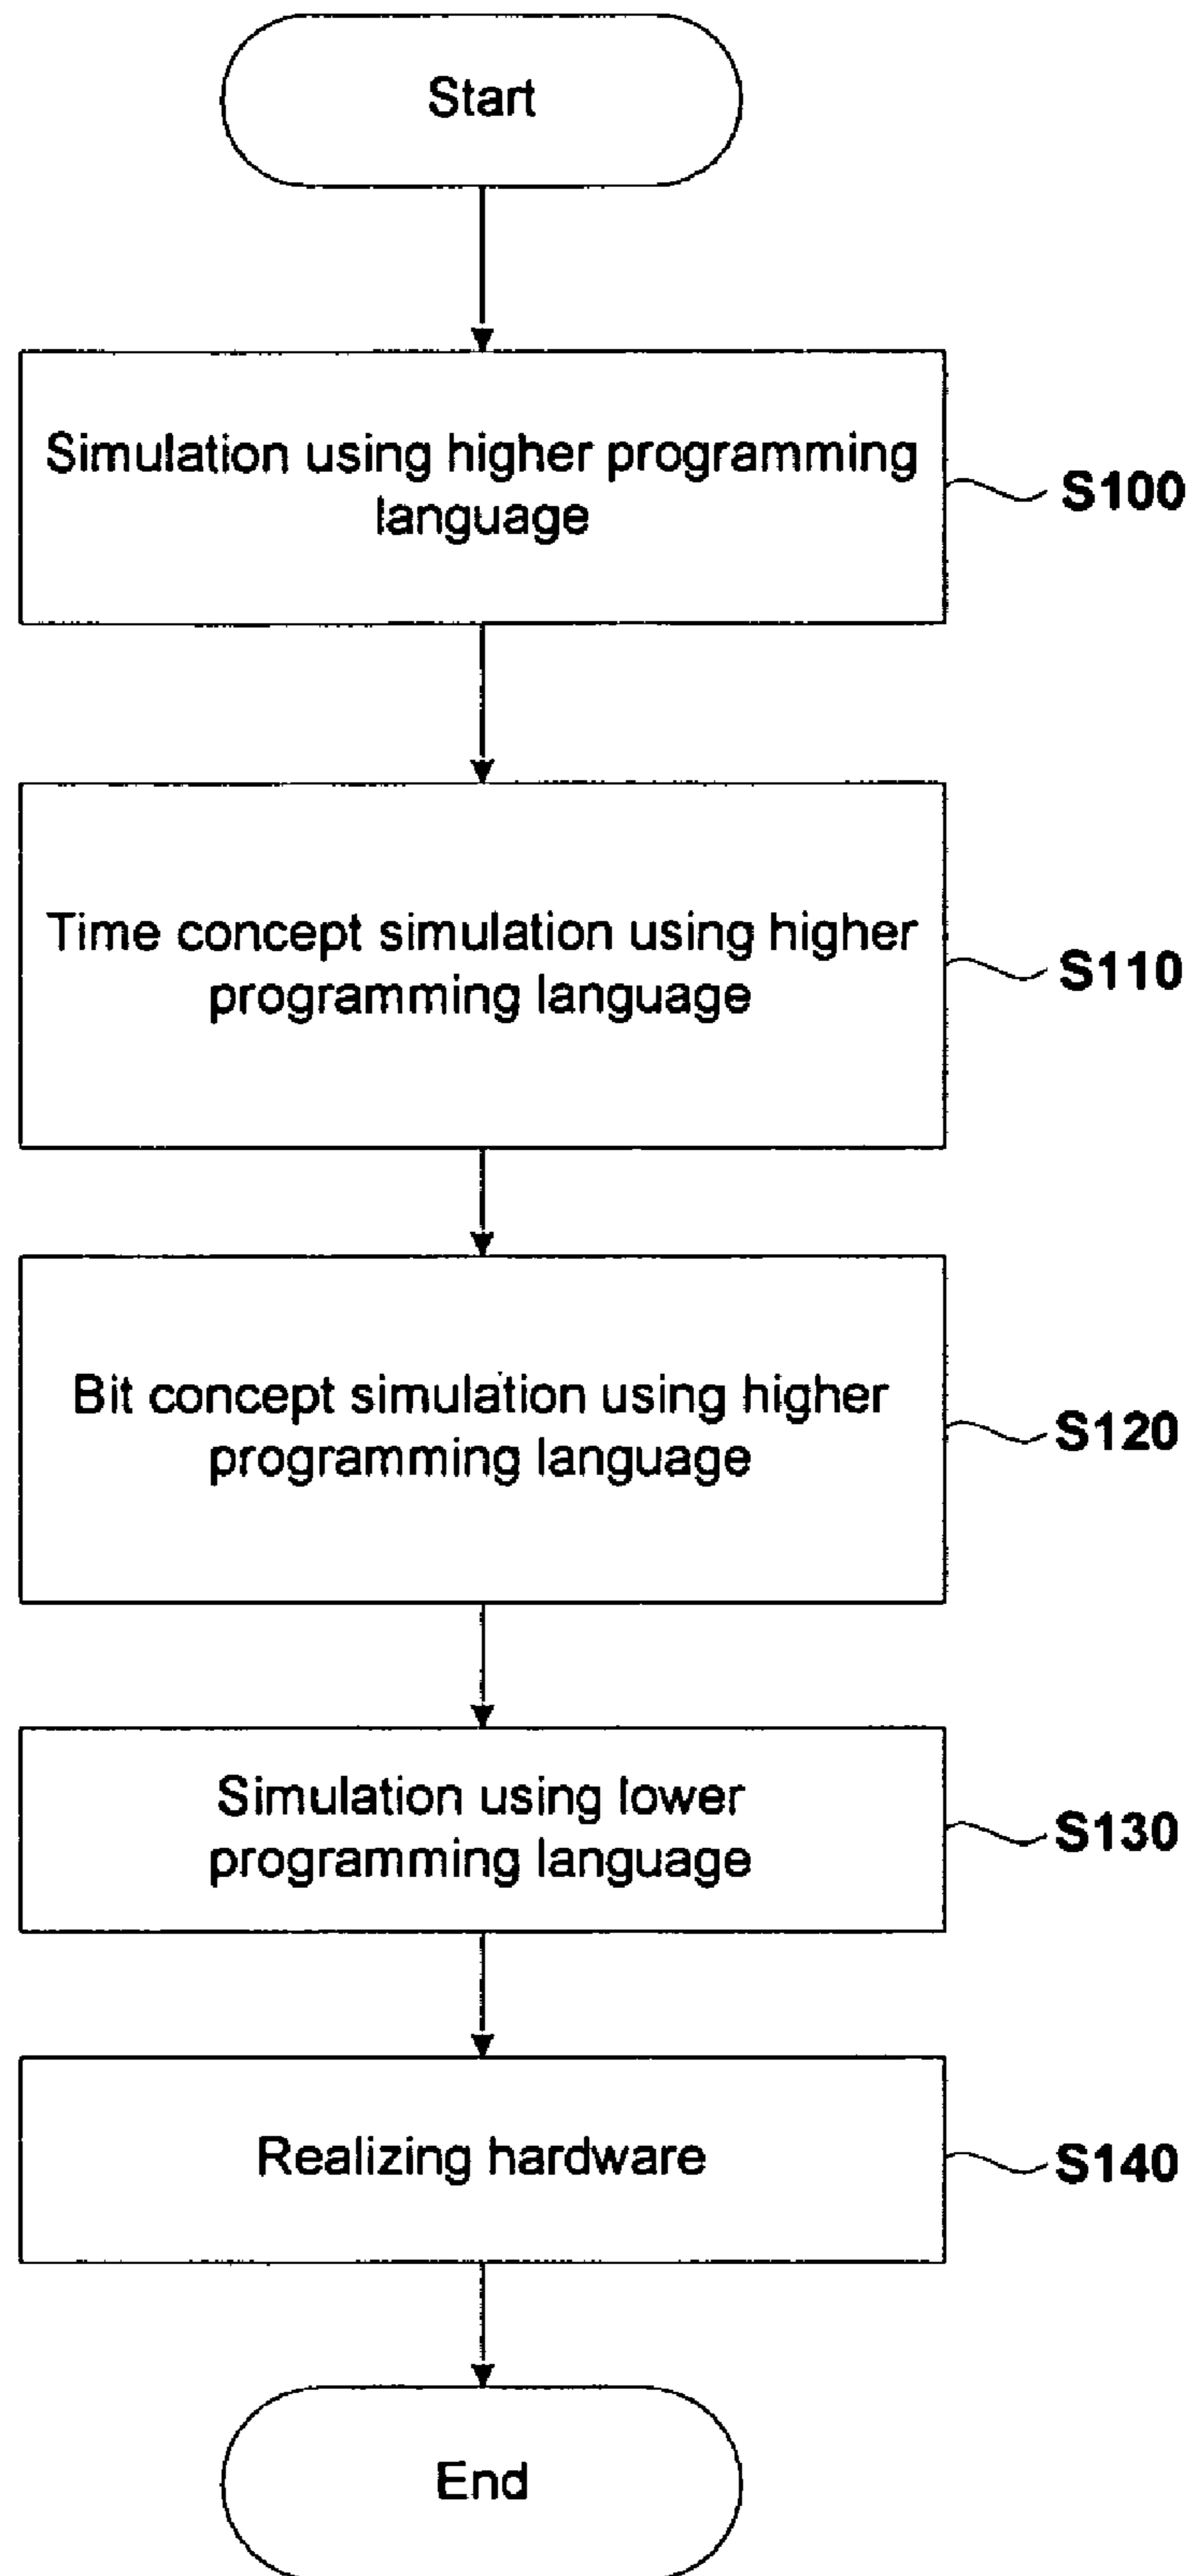 Start
Simulation using higher programming
language
S100
Time concept simulation using higher
programming language
S110
Bit concept simulation using higher
programming language
S120
Simulation using lower
programming language
S130
Realizing hardware
S140
End